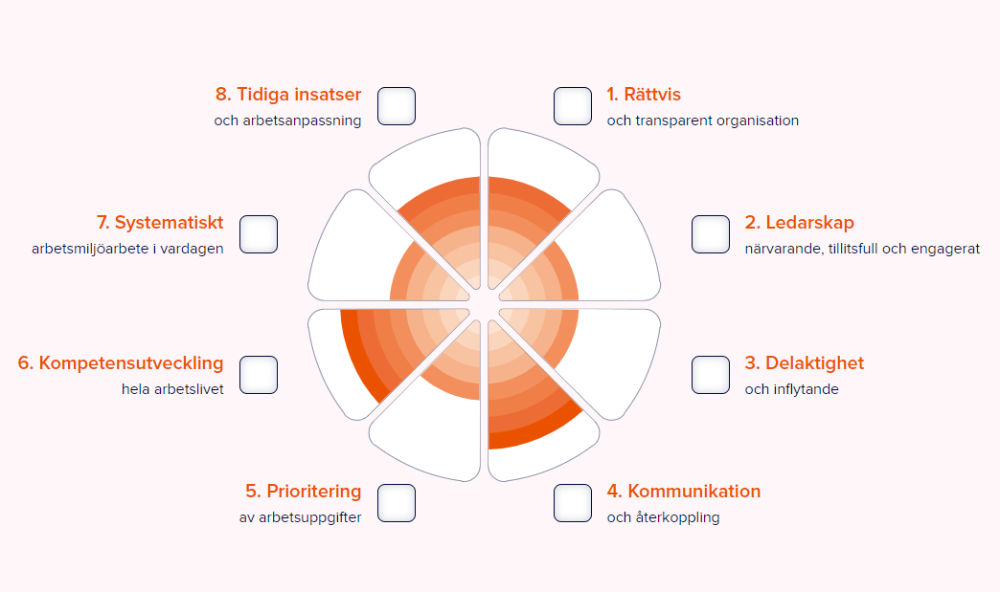 8. Tidiga insatser
och arbetsanpassning
1. Rättvis
och transparent organisation
7. Systematiskt
arbetsmiljöarbete i vardagen
2. Ledarskap
närvarande, tillitsfull och engagerat
6. Kompetensutveckling
hela arbetslivet
3. Delaktighet
och inflytande
5. Prioritering
av arbetsuppgifter
4. Kommunikation
och återkoppling